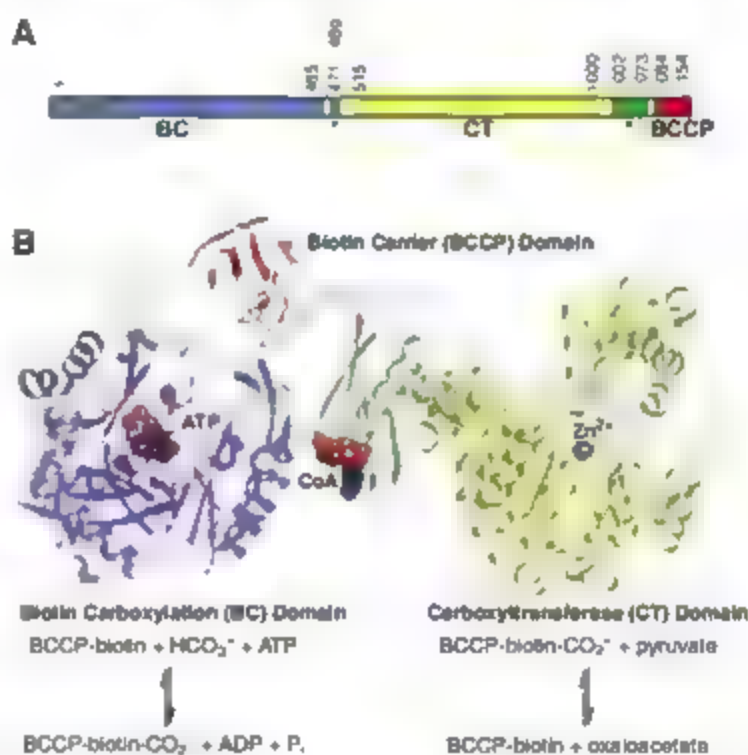 A
1000
BC
CT
BCCP
B
Biotin Carrier (BCCP) Domain
ATP
Zn²⁺
CoA
Biotin Carboxylation (BC) Domain
Carboxyltransferase (CT) Domain
BCCP-biotin + HCO₃⁻ + ATP
BCCP-biotin-CO₂⁻ + pyruvate
BCCP-biotin-CO₂⁻ + ADP + Pᵢ
BCCP-biotin + oxaloacetate